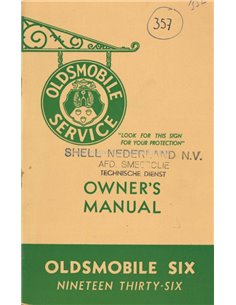 357
OLDSMOBILE
SERVICE
"LOOK FOR THIS SIGN
FOR YOUR PROTECTION"
SHELL NEDERLAND N.V.
AFD. SMEEROLIE
TECHNISCHE DIENST
OWNER'S
MANUAL
OLDSMOBILE SIX
NINETEEN THIRTY-SIX